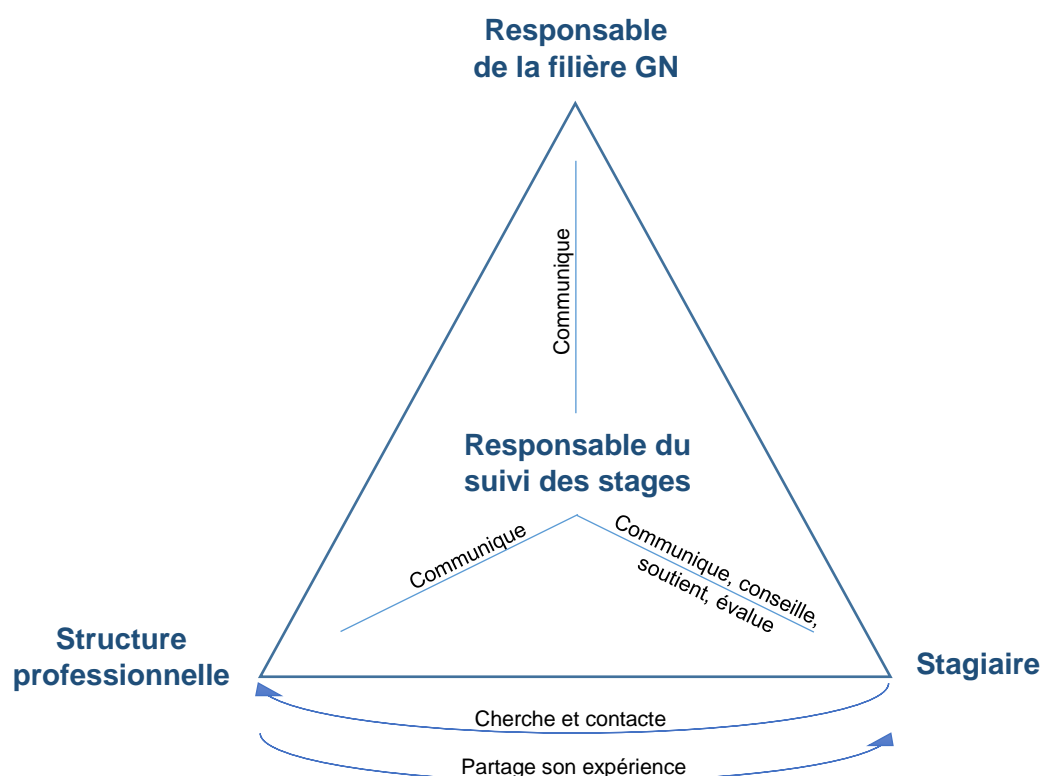 Responsable
de la filière GN
Communique
Responsable du
suivi des stages
Communique
Communique, conseille,
soutient, évalue
Structure
professionnelle
Stagiaire
Cherche et contacte
Partage son expérience